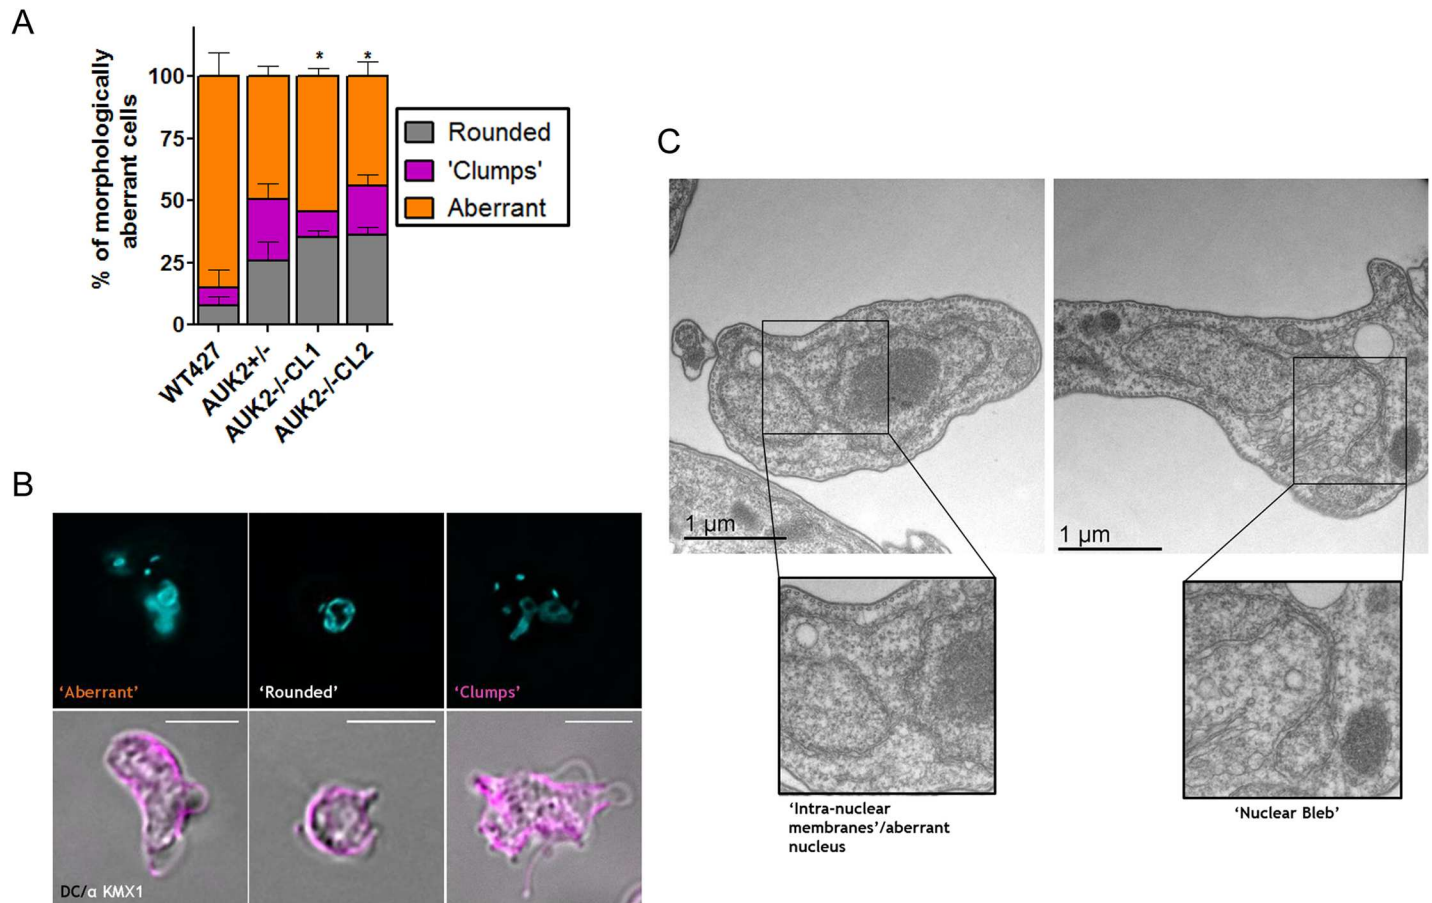 A
% of morphologically
aberrant cells
100
75
50
25
0
* *
WT427
AUK2+/-
AUK2-/-CL1
AUK2-/-CL2
Rounded
'Clumps'
Aberrant
B
‘Aberrant’
‘Rounded’
‘Clumps’
DC/α KMX1
C
1 µm
1 µm
‘Intra-nuclear
membranes’/aberrant
nucleus
‘Nuclear Bleb’